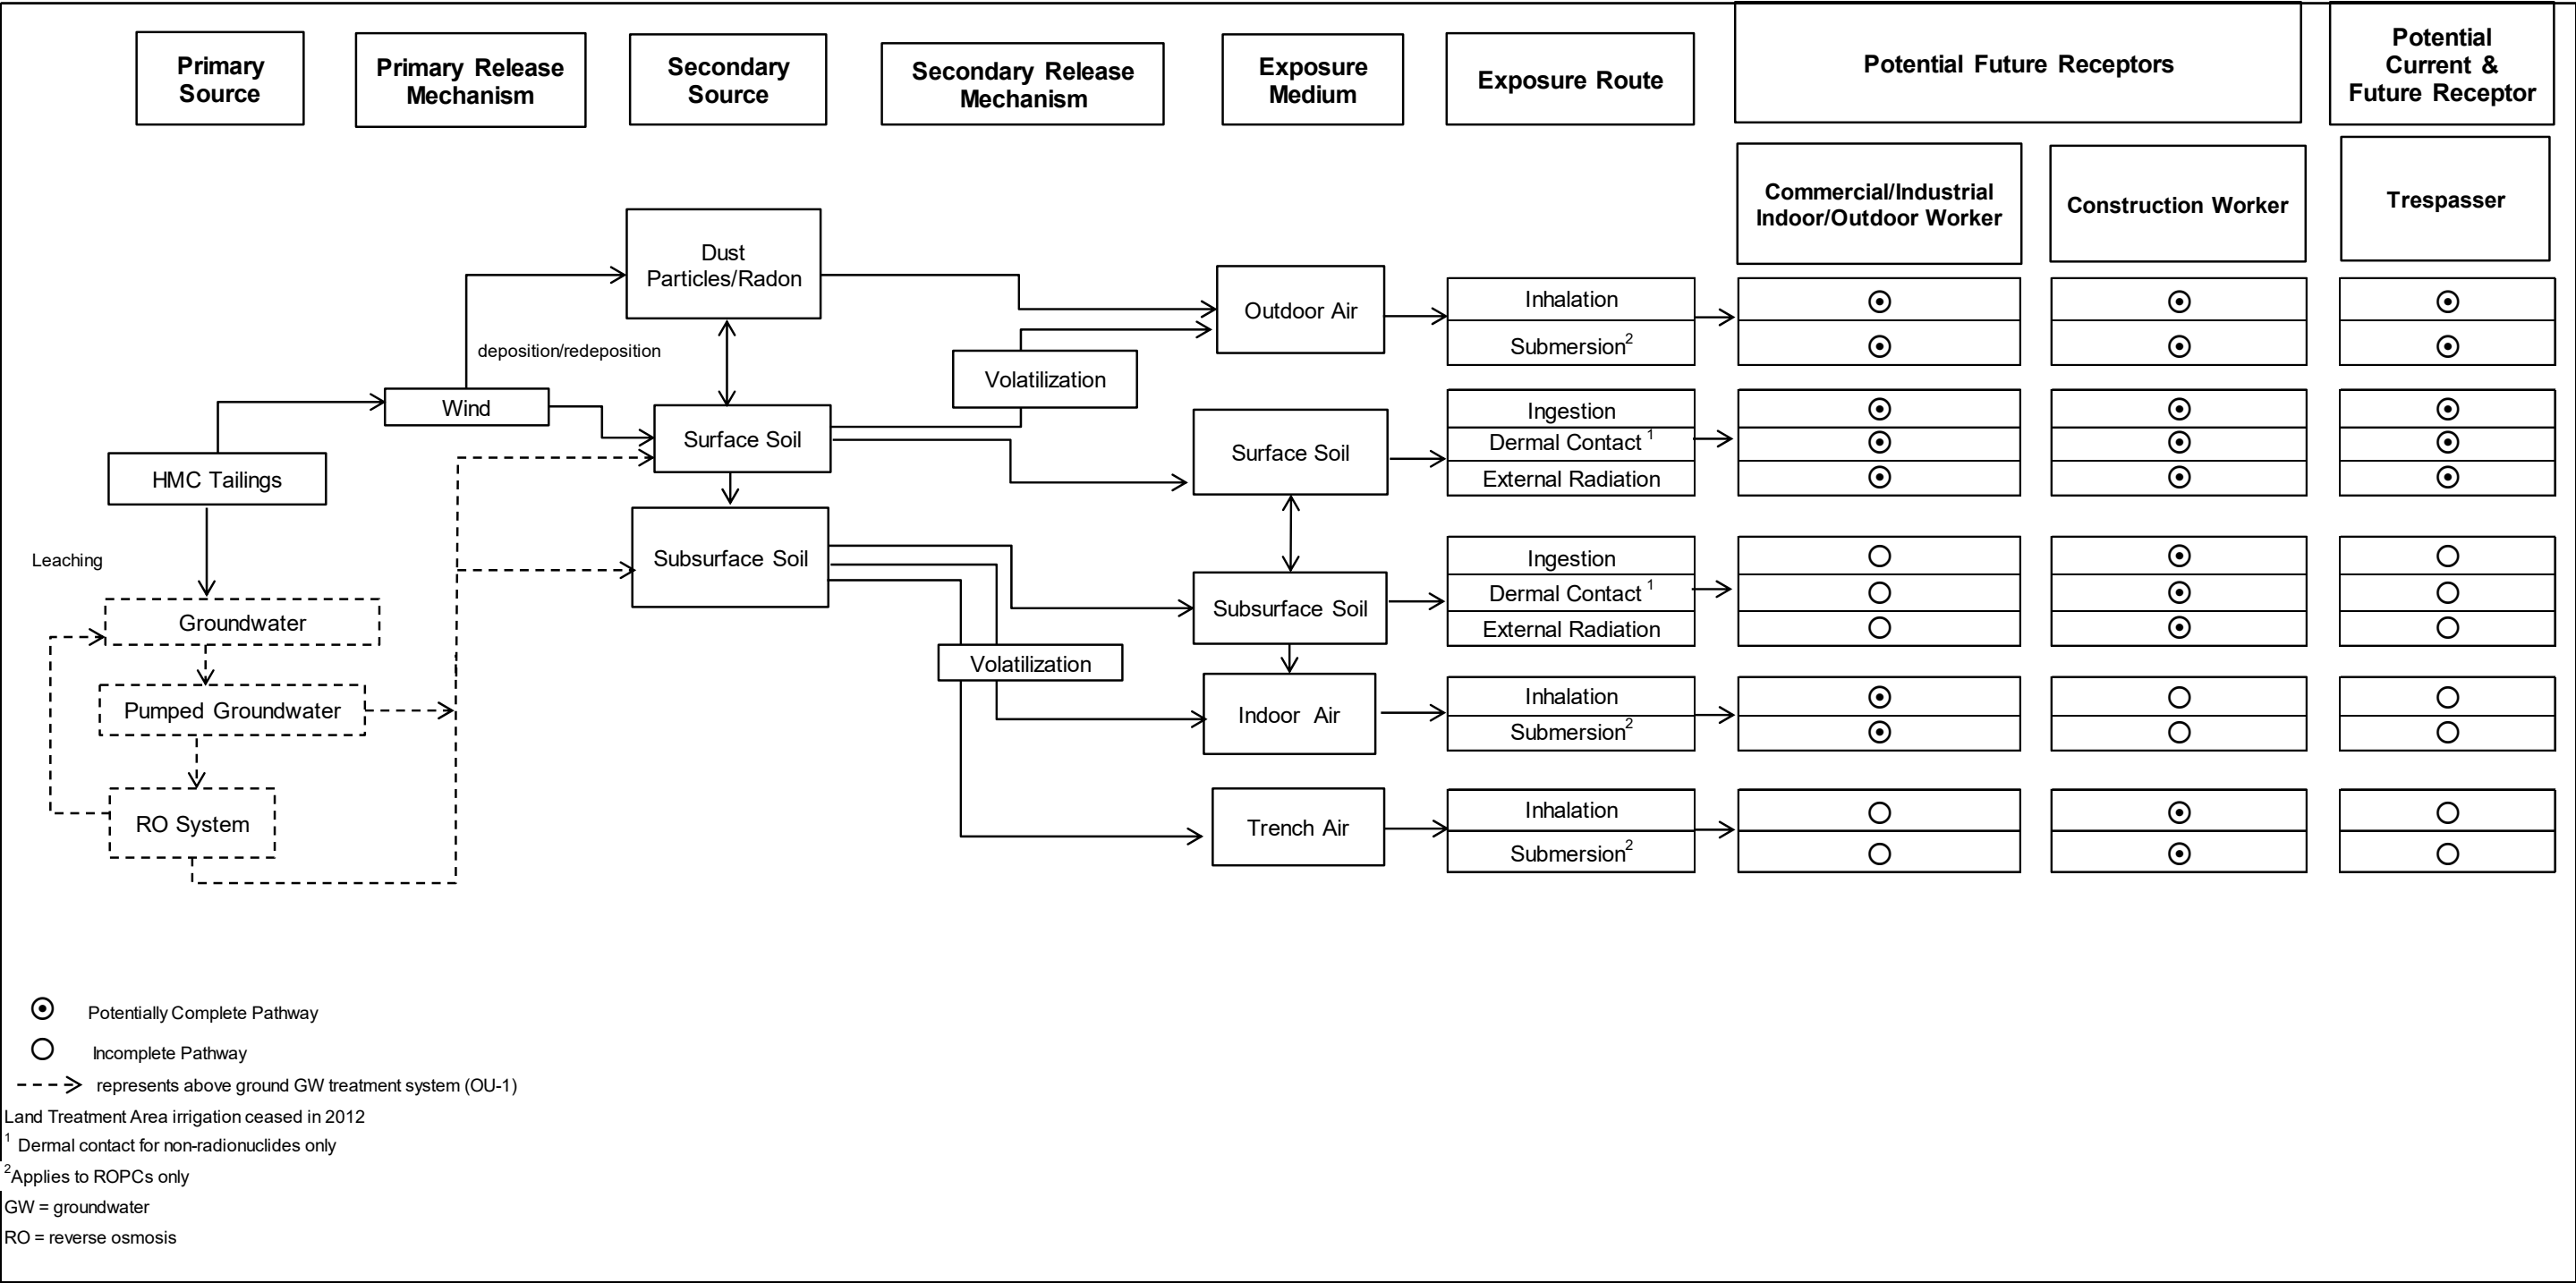 Primary
Source
Primary Release
Mechanism
Secondary
Source
Secondary Release
Mechanism
Exposure
Medium
Exposure Route
Potential Future Receptors
Potential
Current &
Future Receptor
Commercial/Industrial
Indoor/Outdoor Worker
Construction Worker
Trespasser
Dust
Particles/Radon
deposition/redeposition
Wind
Surface Soil
HMC Tailings
Subsurface Soil
Leaching
Groundwater
Pumped Groundwater
RO System
Volatilization
Volatilization
Outdoor Air
Inhalation
Submersion2
Surface Soil
Ingestion
Dermal Contact 1
External Radiation
Subsurface Soil
Ingestion
Dermal Contact 1
External Radiation
Indoor Air
Inhalation
Submersion2
Trench Air
Inhalation
Submersion2
Potentially Complete Pathway
Incomplete Pathway
represents above ground GW treatment system (OU-1)
Land Treatment Area irrigation ceased in 2012
1 Dermal contact for non-radionuclides only
2Applies to ROPCs only
GW = groundwater
RO = reverse osmosis